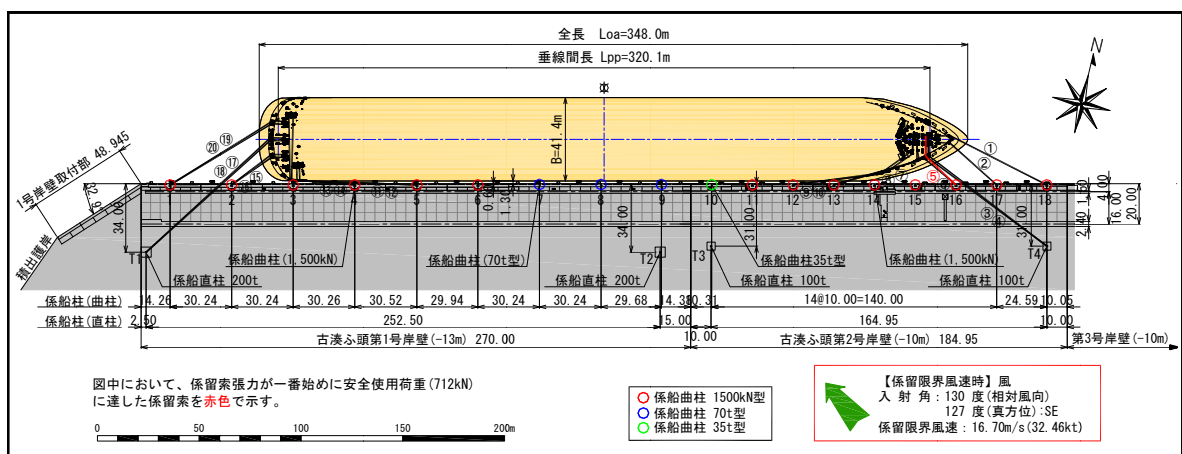 全長 Loa=348.0m
垂線間長 Lpp=320.1m
N
B=41.4m
⑳ ⑲
⑱ ⑰
⑮
①
②
⑤
③
1号岸壁取付部 48.945
積出護岸
34.00
34.00
31.00
31.00
1.50
4.00
16.00
20.00
2.40
2 3 4 5 6 7 8 9 10 11 12 13 14 15 16 17 18
T1 T2 T3 T4
係船曲柱(1,500kN) 係船曲柱(70t型) 係船曲柱35t型 係船曲柱(1,500kN)
係船直柱 200t 係船直柱 200t 係船直柱 100t 係船直柱 100t
係船柱(曲柱) 14.26 30.24 30.24 30.26 30.52 29.94 30.24 30.24 29.68 14.38 10.31 14@10.00=140.00 24.59 10.05
係船柱(直柱) 2.50 252.50 15.00 10.00 164.95 10.00
古湊ふ頭第1号岸壁(-13m) 270.00 古湊ふ頭第2号岸壁(-10m) 184.95 第3号岸壁(-10m)
図中において、係留索張力が一番始めに安全使用荷重(712kN)
に達した係留索を赤色で示す。
0 50 100 150 200m
係船曲柱 1500kN型
係船曲柱 70t型
係船曲柱 35t型
【係留限界風速時】風
入 射 角：130 度(相対風向)
127 度(真方位):SE
係留限界風速：16.70m/s(32.46kt)